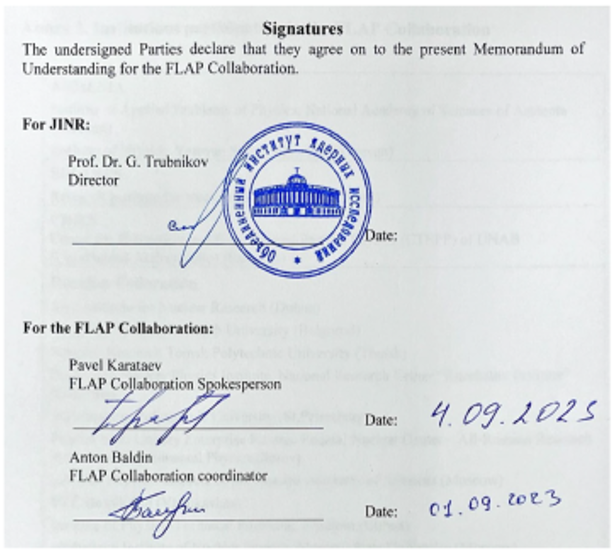 Signatures
The undersigned Parties declare that they agree on to the present Memorandum of
Understanding for the FLAP Collaboration.
For JINR:
Prof. Dr. G. Trubnikov
Director
Объединенный институт ядерных исследований
Date:
For the FLAP Collaboration:
Pavel Karataev
FLAP Collaboration Spokesperson
Date: 4.09.2023
Anton Baldin
FLAP Collaboration coordinator
Date: 01.09.2023